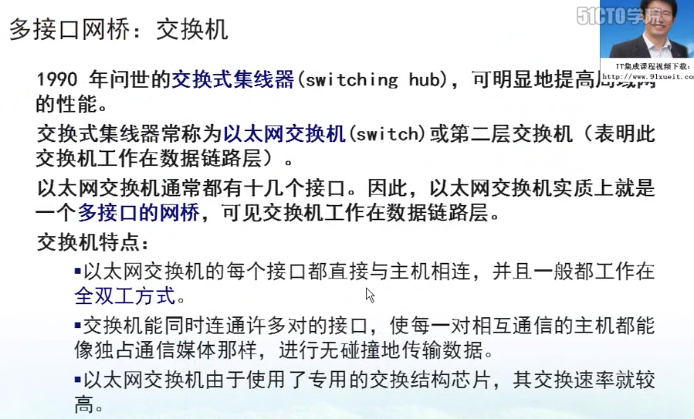 51CTO学院
多接口网桥：交换机
IT集成课程视频下载：
http://www.91xueit.com
1990 年问世的交换式集线器(switching hub)，可明显地提高局域网
的性能。
交换式集线器常称为以太网交换机(switch)或第二层交换机（表明此
交换机工作在数据链路层）。
以太网交换机通常都有十几个接口。因此，以太网交换机实质上就是
一个多接口的网桥，可见交换机工作在数据链路层。
交换机特点：
▪以太网交换机的每个接口都直接与主机相连，并且一般都工作在
全双工方式。
▪交换机能同时连通许多对的接口，使每一对相互通信的主机都能
像独占通信媒体那样，进行无碰撞地传输数据。
▪以太网交换机由于使用了专用的交换结构芯片，其交换速率就较
高。